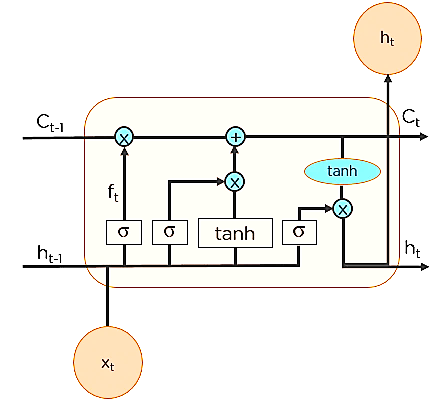 hₜ
Cₜ₋₁
x
+
Cₜ
tanh
fₜ
x
x
σ
σ
tanh
σ
hₜ₋₁
hₜ
xₜ